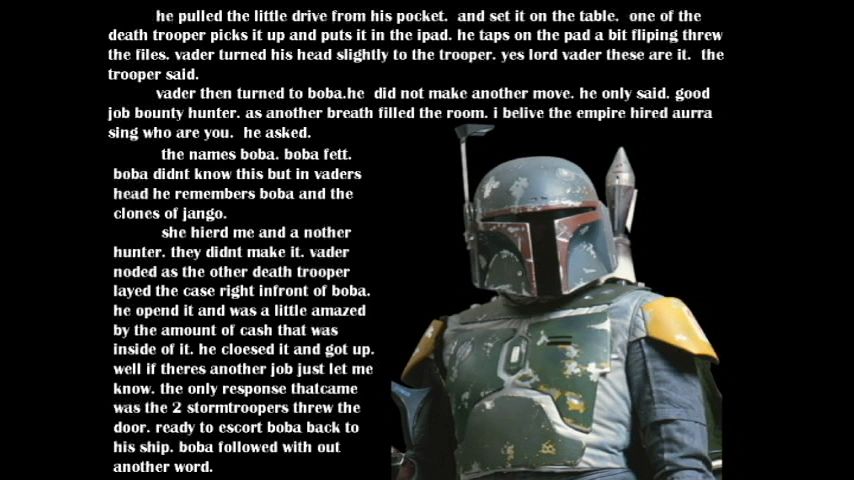 he pulled the little drive from his pocket. and set it on the table. one of the
death trooper picks it up and puts it in the ipad. he taps on the pad a bit fliping threw
the files. vader turned his head slightly to the trooper. yes lord vader these are it. the
trooper said.
vader then turned to boba.he did not make another move. he only said. good
job bounty hunter. as another breath filled the room. i belive the empire hired aurra
sing who are you. he asked.
the names boba. boba fett.
boba didnt know this but in vaders
head he remembers boba and the
clones of jango.
she hierd me and a nother
hunter. they didnt make it. vader
noded as the other death trooper
layed the case right infront of boba.
he opend it and was a little amazed
by the amount of cash that was
inside of it. he cloesed it and got up.
well if theres another job just let me
know. the only response thatcame
was the 2 stormtroopers threw the
door. ready to escort boba back to
his ship. boba followed with out
another word.